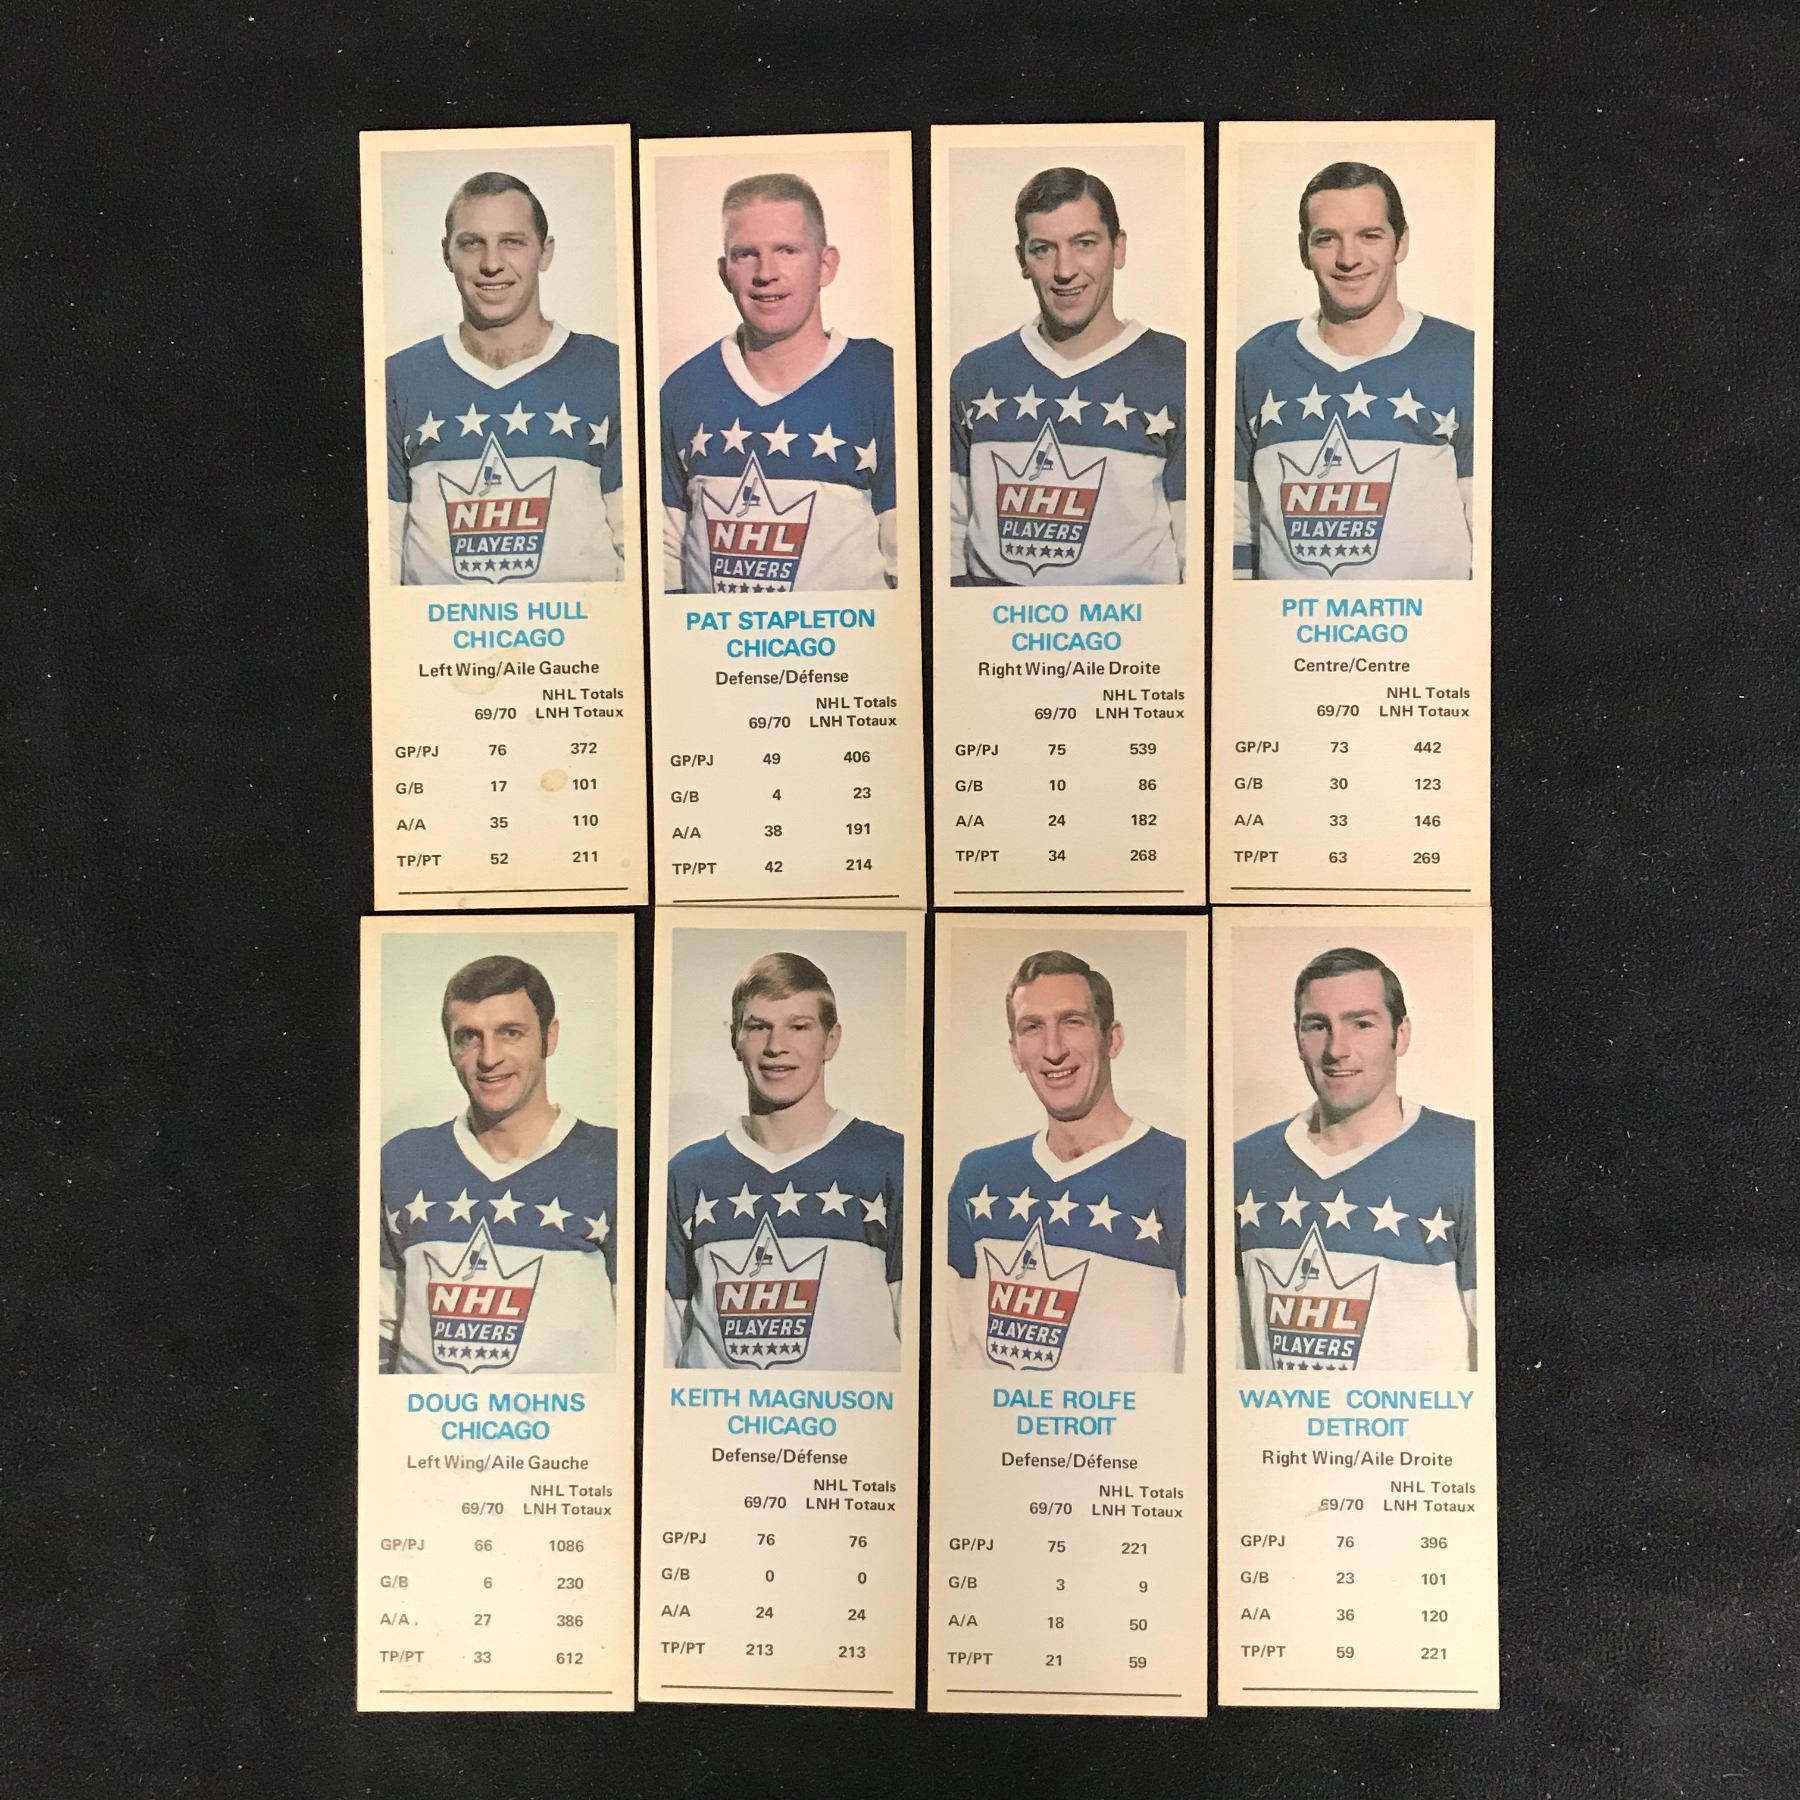 NHL
PLAYERS
DENNIS HULL
CHICAGO
Left Wing/Aile Gauche
NHL Totals
69/70 LNH Totaux
GP/PJ 76 372
G/B 17 101
A/A 35 110
TP/PT 52 211
NHL
PLAYERS
PAT STAPLETON
CHICAGO
Defense/Défense
NHL Totals
69/70 LNH Totaux
GP/PJ 49 406
G/B 4 23
A/A 38 191
TP/PT 42 214
NHL
PLAYERS
CHICO MAKI
CHICAGO
Right Wing/Aile Droite
NHL Totals
69/70 LNH Totaux
GP/PJ 75 539
G/B 10 86
A/A 24 182
TP/PT 34 268
NHL
PLAYERS
PIT MARTIN
CHICAGO
Centre/Centre
NHL Totals
69/70 LNH Totaux
GP/PJ 73 442
G/B 30 123
A/A 33 146
TP/PT 63 269
NHL
PLAYERS
DOUG MOHNS
CHICAGO
Left Wing/Aile Gauche
NHL Totals
69/70 LNH Totaux
GP/PJ 66 1086
G/B 6 230
A/A 27 386
TP/PT 33 612
NHL
PLAYERS
KEITH MAGNUSON
CHICAGO
Defense/Défense
NHL Totals
69/70 LNH Totaux
GP/PJ 76 76
G/B 0 0
A/A 24 24
TP/PT 213 213
NHL
PLAYERS
DALE ROLFE
DETROIT
Defense/Défense
NHL Totals
69/70 LNH Totaux
GP/PJ 75 221
G/B 3 9
A/A 18 50
TP/PT 21 59
NHL
PLAYERS
WAYNE CONNELLY
DETROIT
Right Wing/Aile Droite
NHL Totals
69/70 LNH Totaux
GP/PJ 76 396
G/B 23 101
A/A 36 120
TP/PT 59 221